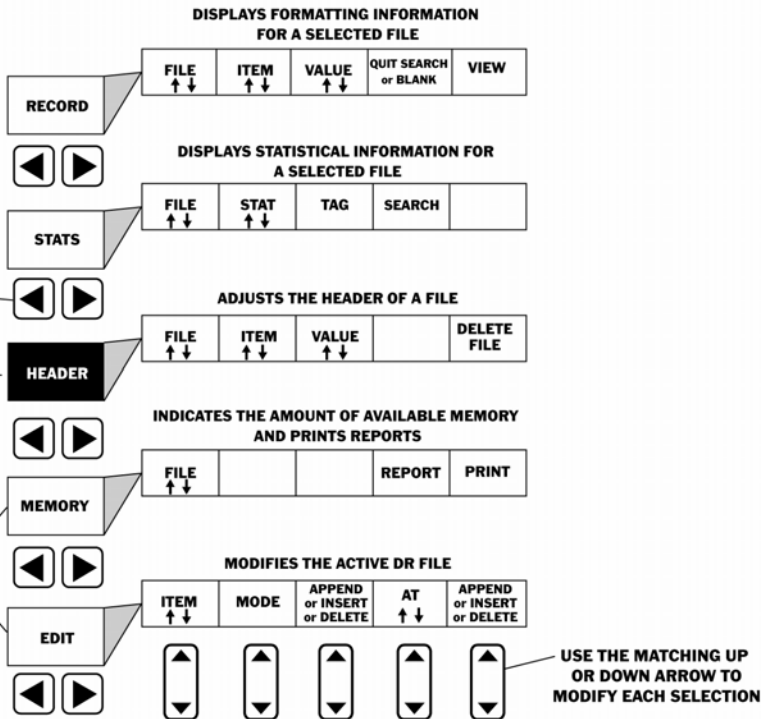 DISPLAYS FORMATTING INFORMATION
FOR A SELECTED FILE
RECORD
FILE ITEM VALUE QUIT SEARCH or BLANK VIEW
DISPLAYS STATISTICAL INFORMATION FOR
A SELECTED FILE
STATS
FILE STAT TAG SEARCH
ADJUSTS THE HEADER OF A FILE
HEADER
FILE ITEM VALUE DELETE FILE
INDICATES THE AMOUNT OF AVAILABLE MEMORY
AND PRINTS REPORTS
MEMORY
FILE REPORT PRINT
MODIFIES THE ACTIVE DR FILE
EDIT
ITEM MODE APPEND or INSERT or DELETE AT APPEND or INSERT or DELETE
USE THE MATCHING UP
OR DOWN ARROW TO
MODIFY EACH SELECTION